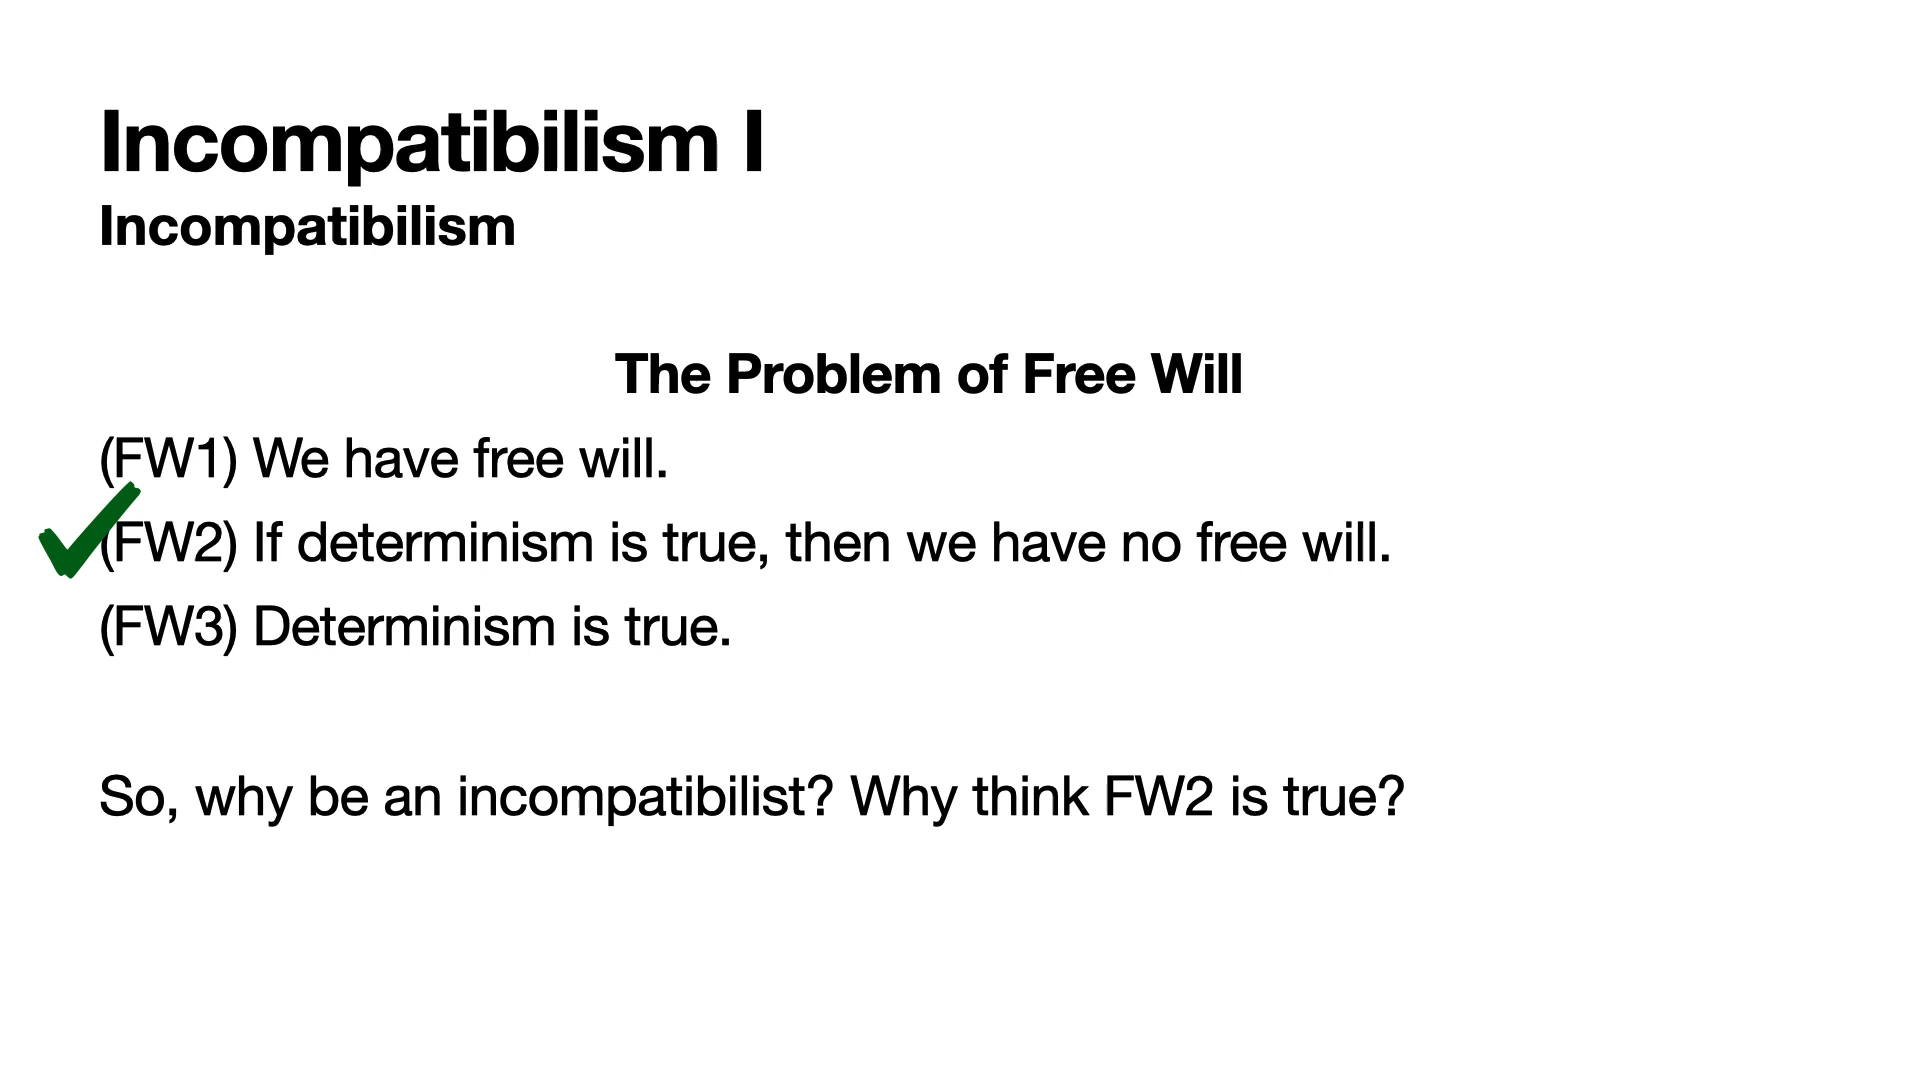 Incompatibilism I
Incompatibilism
The Problem of Free Will
(FW1) We have free will.
(FW2) If determinism is true, then we have no free will.
(FW3) Determinism is true.
So, why be an incompatibilist? Why think FW2 is true?